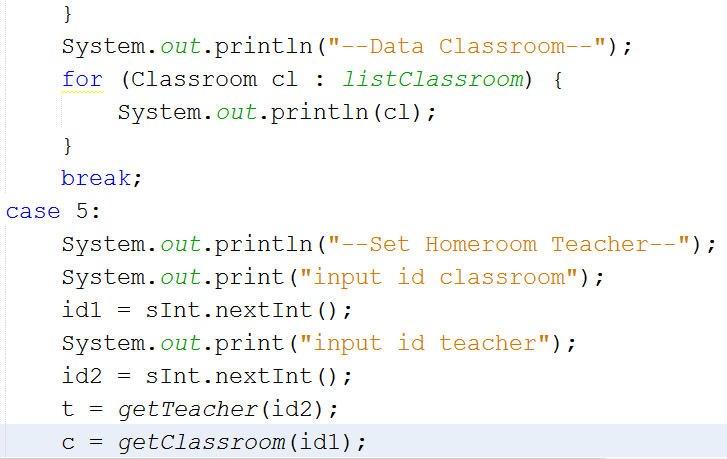 }
System.out.println("--Data Classroom--");
for (Classroom cl : listClassroom) {
System.out.println(cl);
}
break;
case 5:
System.out.println("--Set Homeroom Teacher--");
System.out.print("input id classroom");
id1 = sInt.nextInt();
System.out.print("input id teacher");
id2 = sInt.nextInt();
t = getTeacher(id2);
c = getClassroom(id1);